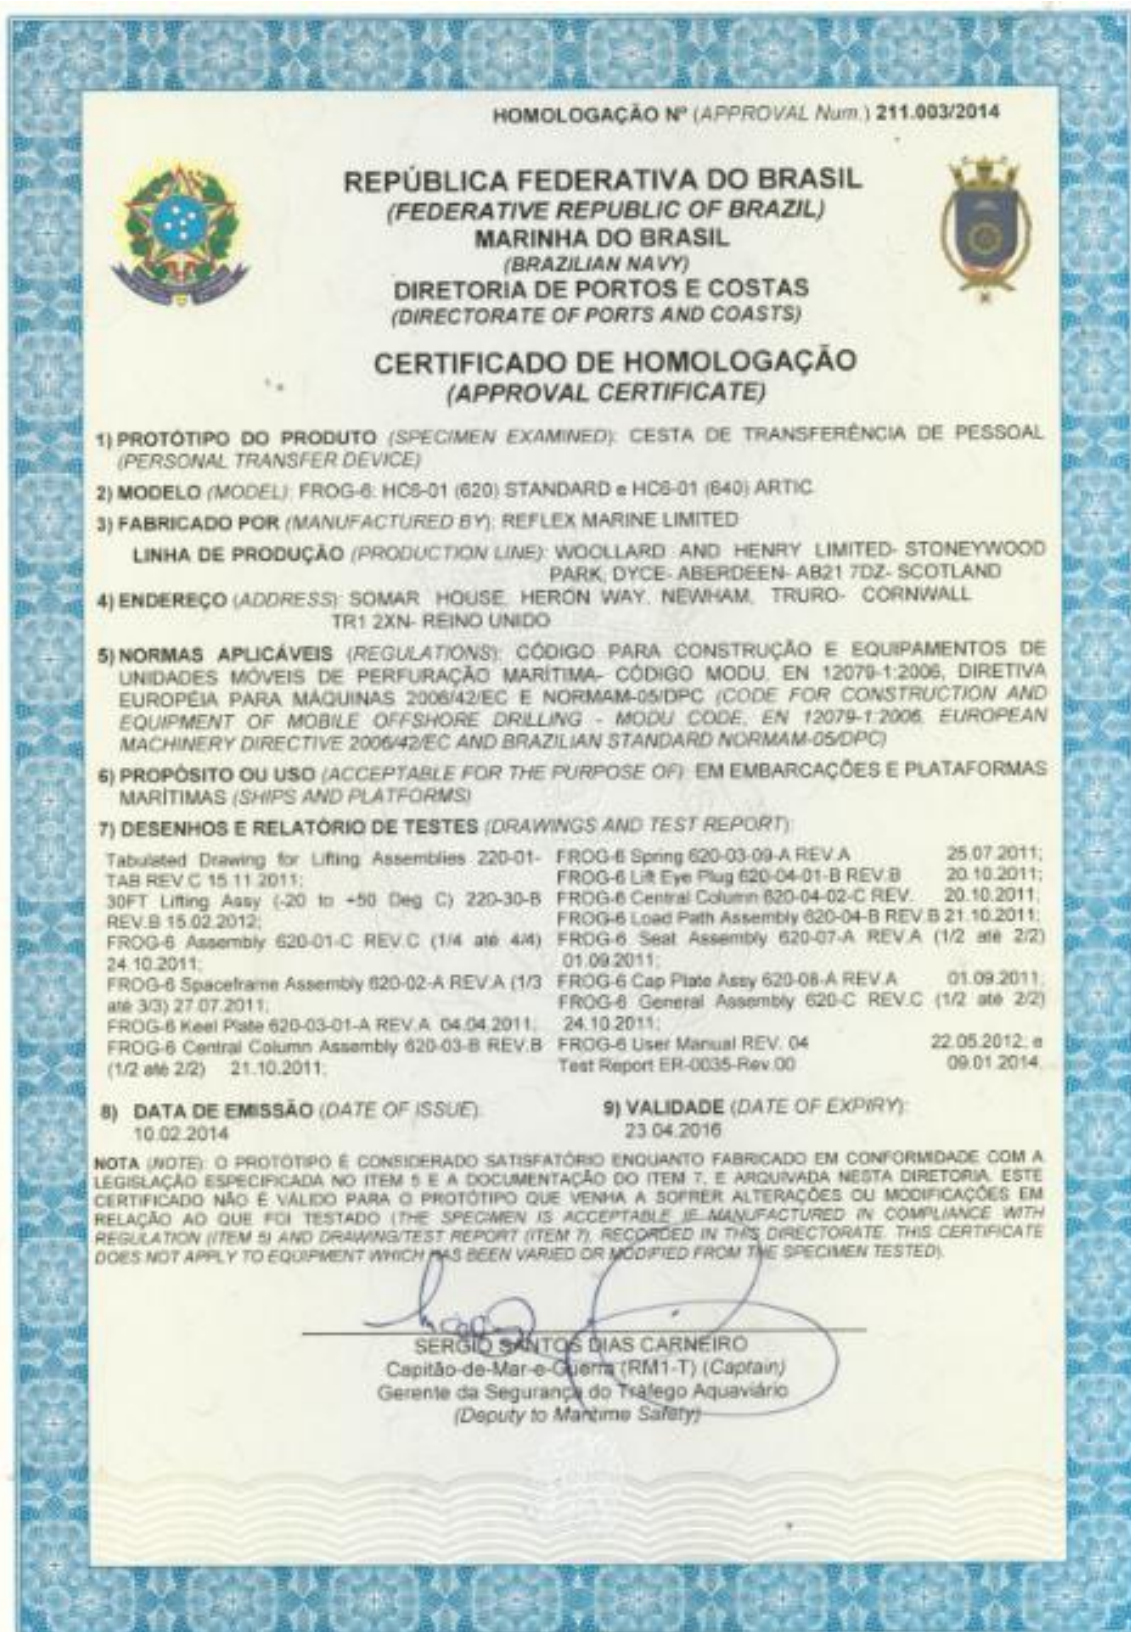 HOMOLOGAÇÃO Nº (APPROVAL Num.) 211.003/2014
REPÚBLICA FEDERATIVA DO BRASIL
(FEDERATIVE REPUBLIC OF BRAZIL)
MARINHA DO BRASIL
(BRAZILIAN NAVY)
DIRETORIA DE PORTOS E COSTAS
(DIRECTORATE OF PORTS AND COASTS)
CERTIFICADO DE HOMOLOGAÇÃO
(APPROVAL CERTIFICATE)
1) PROTÓTIPO DO PRODUTO (SPECIMEN EXAMINED): CESTA DE TRANSFERÊNCIA DE PESSOAL
(PERSONAL TRANSFER DEVICE)
2) MODELO (MODEL): FROG-6: HC6-01 (620) STANDARD e HC6-01 (640) ARTIC.
3) FABRICADO POR (MANUFACTURED BY): REFLEX MARINE LIMITED
LINHA DE PRODUÇÃO (PRODUCTION LINE): WOOLLARD AND HENRY LIMITED- STONEYWOOD
PARK, DYCE- ABERDEEN- AB21 7DZ- SCOTLAND
4) ENDEREÇO (ADDRESS): SOMAR HOUSE, HERON WAY, NEWHAM, TRURO- CORNWALL
TR1 2XN- REINO UNIDO
5) NORMAS APLICÁVEIS (REGULATIONS): CÓDIGO PARA CONSTRUÇÃO E EQUIPAMENTOS DE
UNIDADES MÓVEIS DE PERFURAÇÃO MARÍTIMA- CÓDIGO MODU, EN 12079-1:2006, DIRETIVA
EUROPÉIA PARA MÁQUINAS 2006/42/EC E NORMAM-05/DPC (CODE FOR CONSTRUCTION AND
EQUIPMENT OF MOBILE OFFSHORE DRILLING - MODU CODE, EN 12079-1:2006, EUROPEAN
MACHINERY DIRECTIVE 2006/42/EC AND BRAZILIAN STANDARD NORMAM-05/DPC)
6) PROPÓSITO OU USO (ACCEPTABLE FOR THE PURPOSE OF): EM EMBARCAÇÕES E PLATAFORMAS
MARÍTIMAS (SHIPS AND PLATFORMS)
7) DESENHOS E RELATÓRIO DE TESTES (DRAWINGS AND TEST REPORT):
Tabulated Drawing for Lifting Assemblies 220-01-
TAB REV.C 15.11.2011;
30FT Lifting Assy (-20 to +50 Deg C) 220-30-B
REV.B 15.02.2012;
FROG-6 Assembly 620-01-C REV.C (1/4 até 4/4)
24.10.2011;
FROG-6 Spaceframe Assembly 620-02-A REV.A (1/3
até 3/3) 27.07.2011;
FROG-6 Keel Plate 620-03-01-A REV.A 04.04.2011;
FROG-6 Central Column Assembly 620-03-B REV.B
(1/2 até 2/2) 21.10.2011;
FROG-6 Spring 620-03-09-A REV.A 25.07.2011;
FROG-6 Lift Eye Plug 620-04-01-B REV.B 20.10.2011;
FROG-6 Central Column 620-04-02-C REV. 20.10.2011;
FROG-6 Load Path Assembly 620-04-B REV.B 21.10.2011;
FROG-6 Seat Assembly 620-07-A REV.A (1/2 até 2/2)
01.09.2011;
FROG-6 Cap Plate Assy 620-08-A REV.A 01.09.2011;
FROG-6 General Assembly 620-C REV.C (1/2 até 2/2)
24.10.2011;
FROG-6 User Manual REV. 04 22.05.2012; e
Test Report ER-0035-Rev.00 09.01.2014.
8) DATA DE EMISSÃO (DATE OF ISSUE):
10.02.2014
9) VALIDADE (DATE OF EXPIRY):
23.04.2016
NOTA (NOTE): O PROTÓTIPO É CONSIDERADO SATISFATÓRIO ENQUANTO FABRICADO EM CONFORMIDADE COM A
LEGISLAÇÃO ESPECIFICADA NO ITEM 5 E A DOCUMENTAÇÃO DO ITEM 7, E ARQUIVADA NESTA DIRETORIA. ESTE
CERTIFICADO NÃO É VÁLIDO PARA O PROTÓTIPO QUE VENHA A SOFRER ALTERAÇÕES OU MODIFICAÇÕES EM
RELAÇÃO AO QUE FOI TESTADO (THE SPECIMEN IS ACCEPTABLE IF MANUFACTURED IN COMPLIANCE WITH
REGULATION (ITEM 5) AND DRAWING/TEST REPORT (ITEM 7), RECORDED IN THIS DIRECTORATE. THIS CERTIFICATE
DOES NOT APPLY TO EQUIPMENT WHICH HAS BEEN VARIED OR MODIFIED FROM THE SPECIMEN TESTED).
SERGIO SANTOS DIAS CARNEIRO
Capitão-de-Mar-e-Guerra (RM1-T) (Captain)
Gerente da Segurança do Tráfego Aquaviário
(Deputy to Maritime Safety)